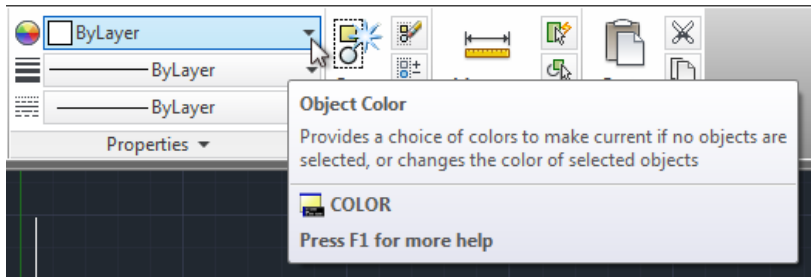 ByLayer
ByLayer
ByLayer
Properties
Object Color
Provides a choice of colors to make current if no objects are
selected, or changes the color of selected objects
COLOR
Press F1 for more help